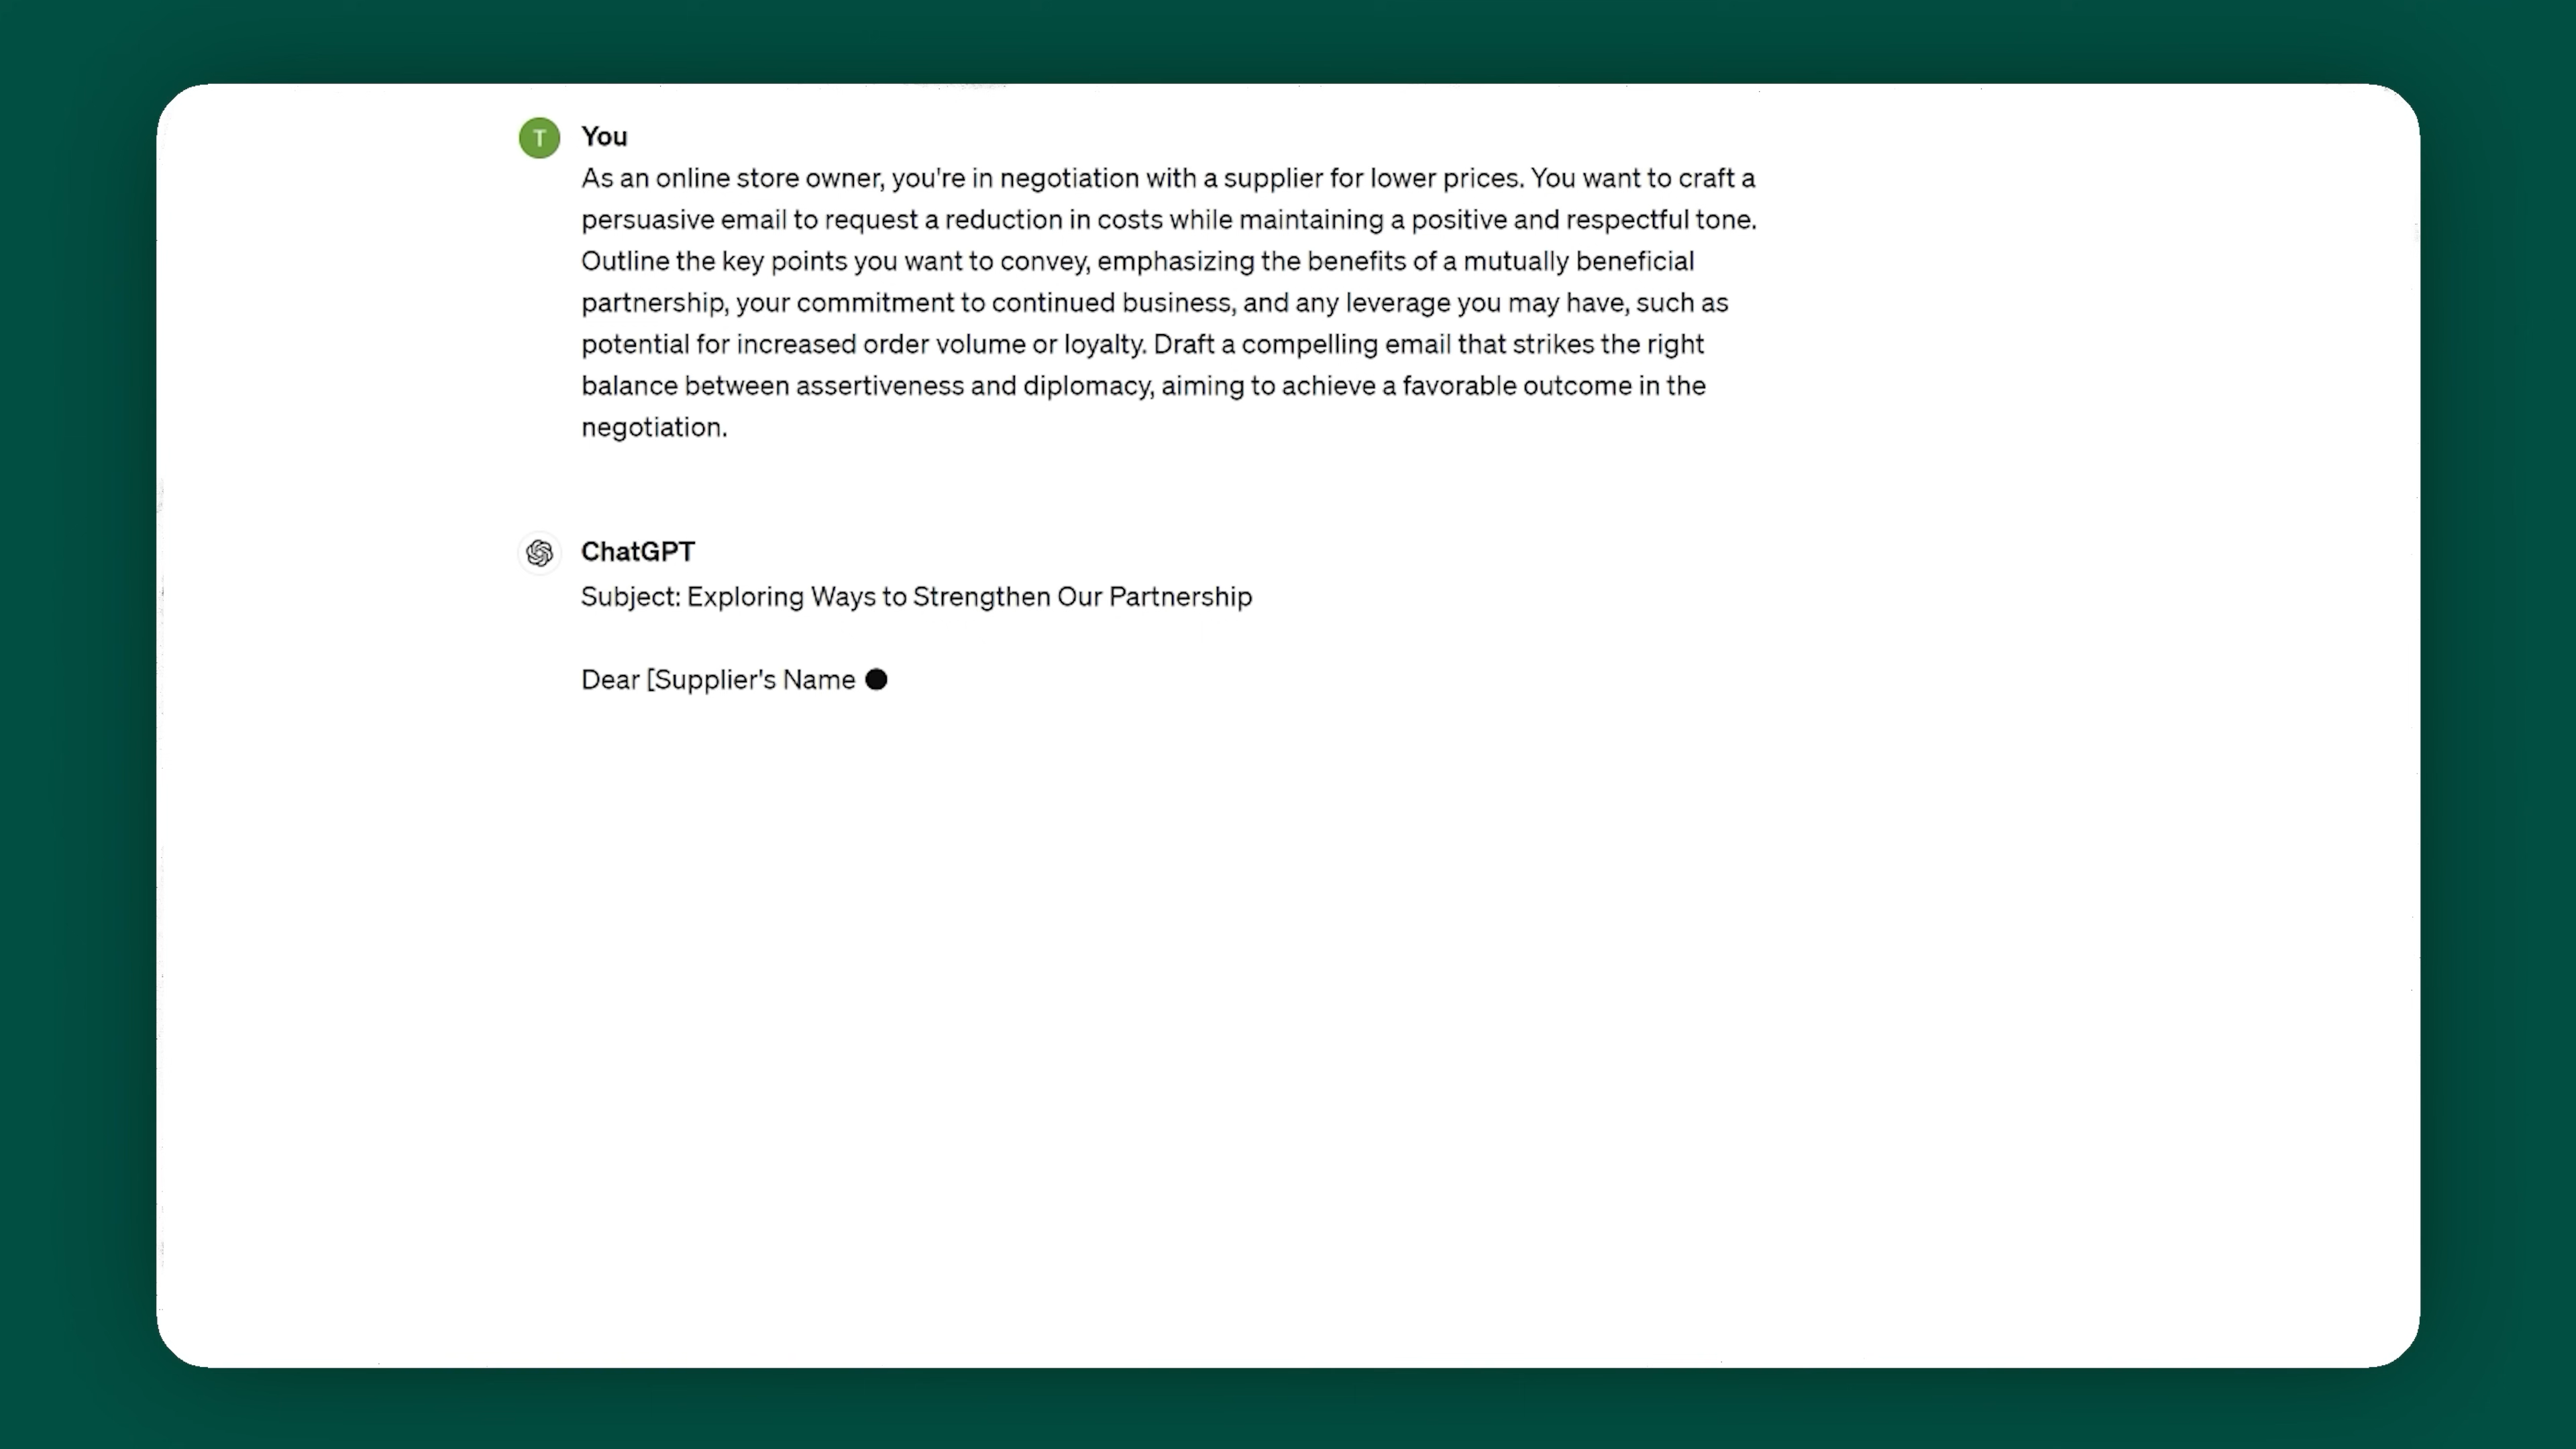 T
You
As an online store owner, you're in negotiation with a supplier for lower prices. You want to craft a
persuasive email to request a reduction in costs while maintaining a positive and respectful tone.
Outline the key points you want to convey, emphasizing the benefits of a mutually beneficial
partnership, your commitment to continued business, and any leverage you may have, such as
potential for increased order volume or loyalty. Draft a compelling email that strikes the right
balance between assertiveness and diplomacy, aiming to achieve a favorable outcome in the
negotiation.
ChatGPT
Subject: Exploring Ways to Strengthen Our Partnership
Dear [Supplier's Name